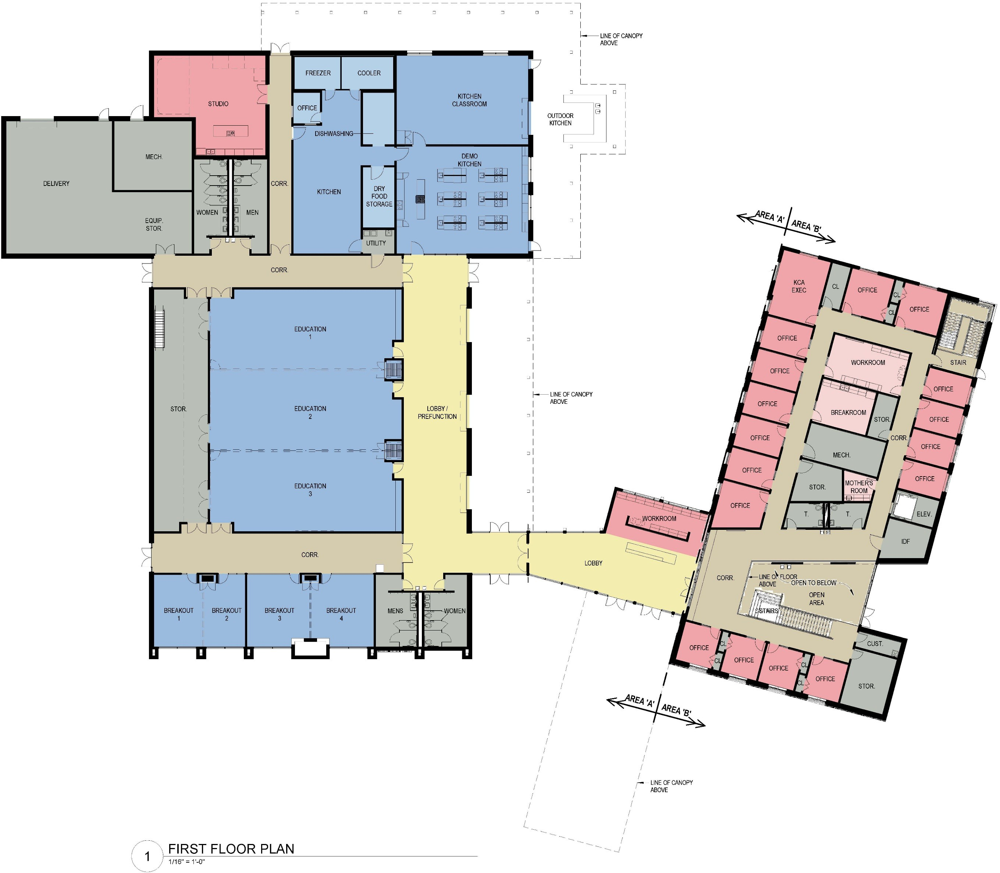 LINE OF CANOPY
ABOVE
FREEZER
COOLER
STUDIO
OFFICE
KITCHEN
CLASSROOM
OUTDOOR
KITCHEN
DISHWASHING
MECH.
DEMO
KITCHEN
DELIVERY
CORR.
KITCHEN
DRY
FOOD
STORAGE
WOMEN
MEN
EQUIP.
STOR.
UTILITY
CORR.
AREA 'A'
AREA 'B'
KCA
EXEC
CL
OFFICE
CL
CL
OFFICE
EDUCATION
1
OFFICE
WORKROOM
STAIR
OFFICE
OFFICE
LINE OF CANOPY
ABOVE
STOR.
EDUCATION
2
LOBBY /
PREFUNCTION
OFFICE
BREAKROOM
STOR.
OFFICE
OFFICE
CORR.
OFFICE
MECH.
OFFICE
OFFICE
EDUCATION
3
STOR.
MOTHER'S
ROOM
OFFICE
WORKROOM
T.
T.
ELEV.
IDF
CORR.
LOBBY
CORR.
LINE OF FLOOR
ABOVE
OPEN TO BELOW
OPEN
AREA
STAIRS
BREAKOUT
1
BREAKOUT
2
BREAKOUT
3
BREAKOUT
4
MENS
WOMEN
OFFICE
CL
CL
OFFICE
OFFICE
CL
CL
OFFICE
CUST.
STOR.
AREA 'A'
AREA 'B'
LINE OF CANOPY
ABOVE
1
FIRST FLOOR PLAN
1/16" = 1'-0"